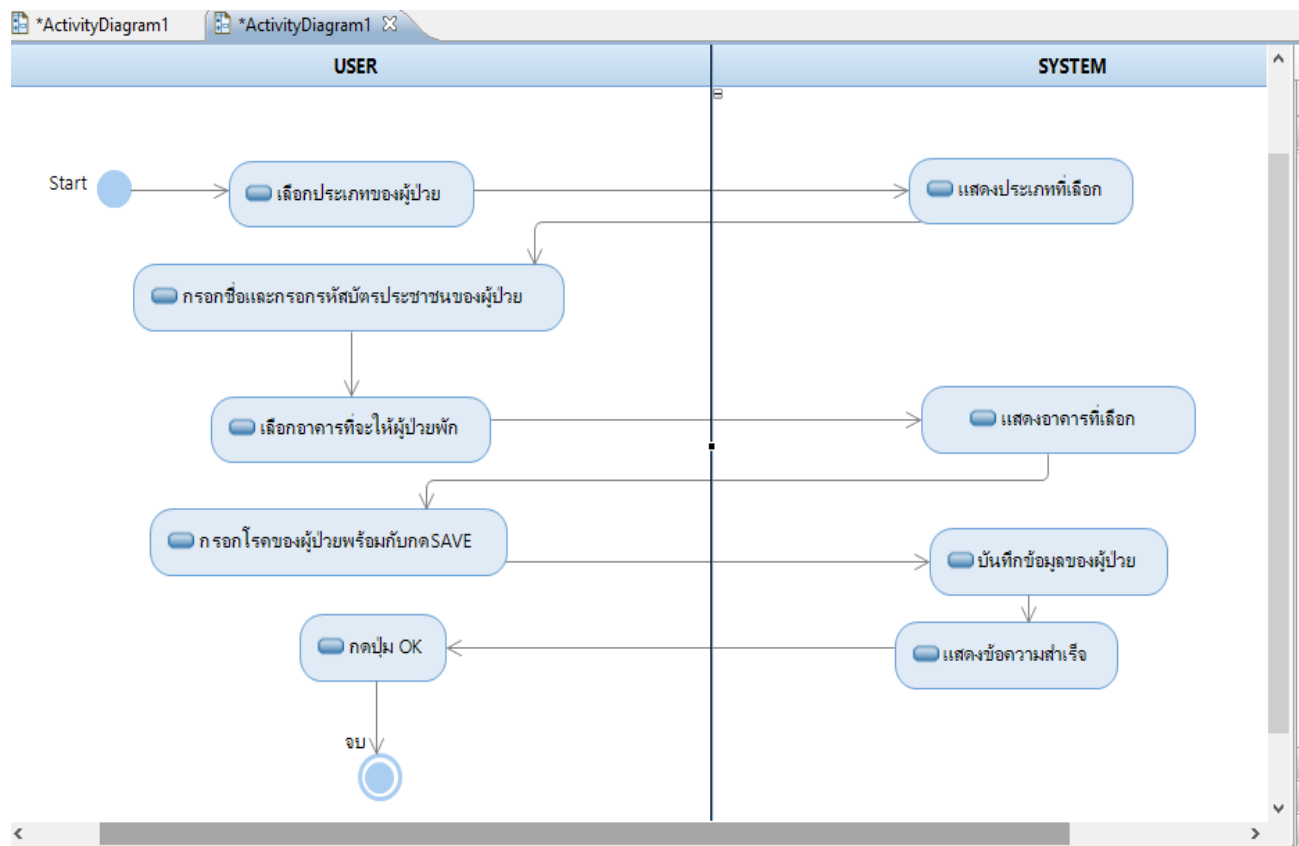 *ActivityDiagram1
*ActivityDiagram1
USER
SYSTEM
Start
เลือกประเภทของผู้ป่วย
แสดงประเภทที่เลือก
กรอกชื่อและกรอกรหัสบัตรประชาชนของผู้ป่วย
เลือกอาคารที่จะให้ผู้ป่วยพัก
แสดงอาคารที่เลือก
กรอกโรคของผู้ป่วยพร้อมกับกดSAVE
บันทึกข้อมูลของผู้ป่วย
กดปุ่ม OK
แสดงข้อความสำเร็จ
จบ